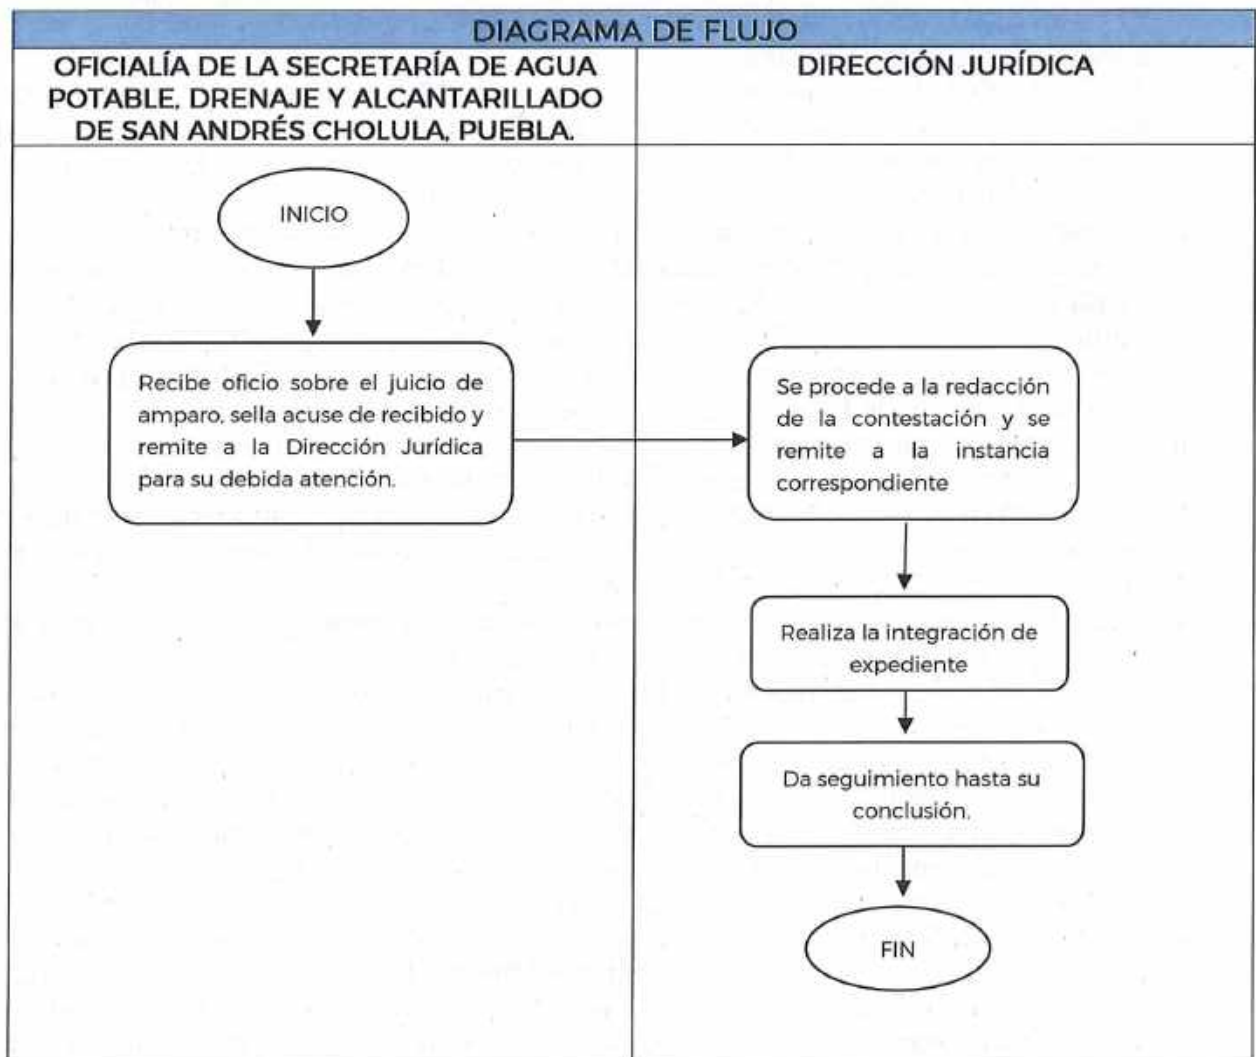 DIAGRAMA DE FLUJO
OFICIALÍA DE LA SECRETARÍA DE AGUA
POTABLE, DRENAJE Y ALCANTARILLADO
DE SAN ANDRÉS CHOLULA, PUEBLA.
DIRECCIÓN JURÍDICA
INICIO
Recibe oficio sobre el juicio de
amparo, sella acuse de recibido y
remite a la Dirección Jurídica
para su debida atención.
Se procede a la redacción
de la contestación y se
remite a la instancia
correspondiente
Realiza la integración de
expediente
Da seguimiento hasta su
conclusión.
FIN